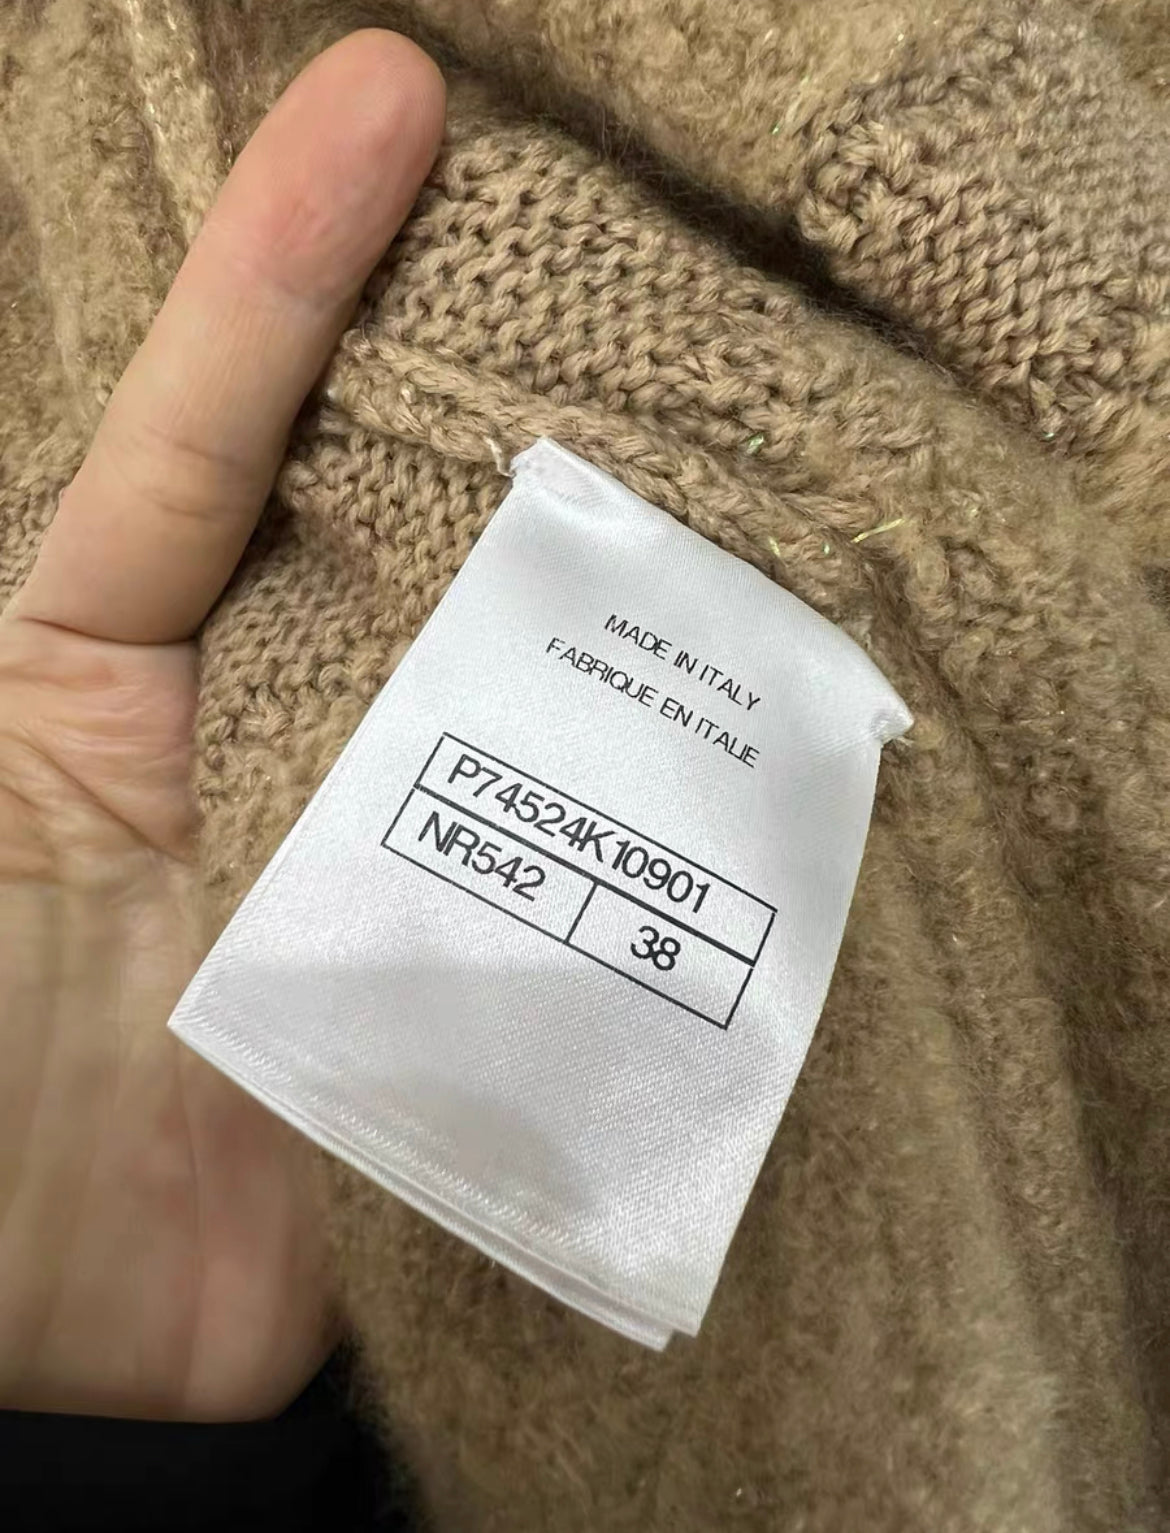 MADE IN ITALY
FABRIQUE EN ITALIE
P74524K10901
NR542
38